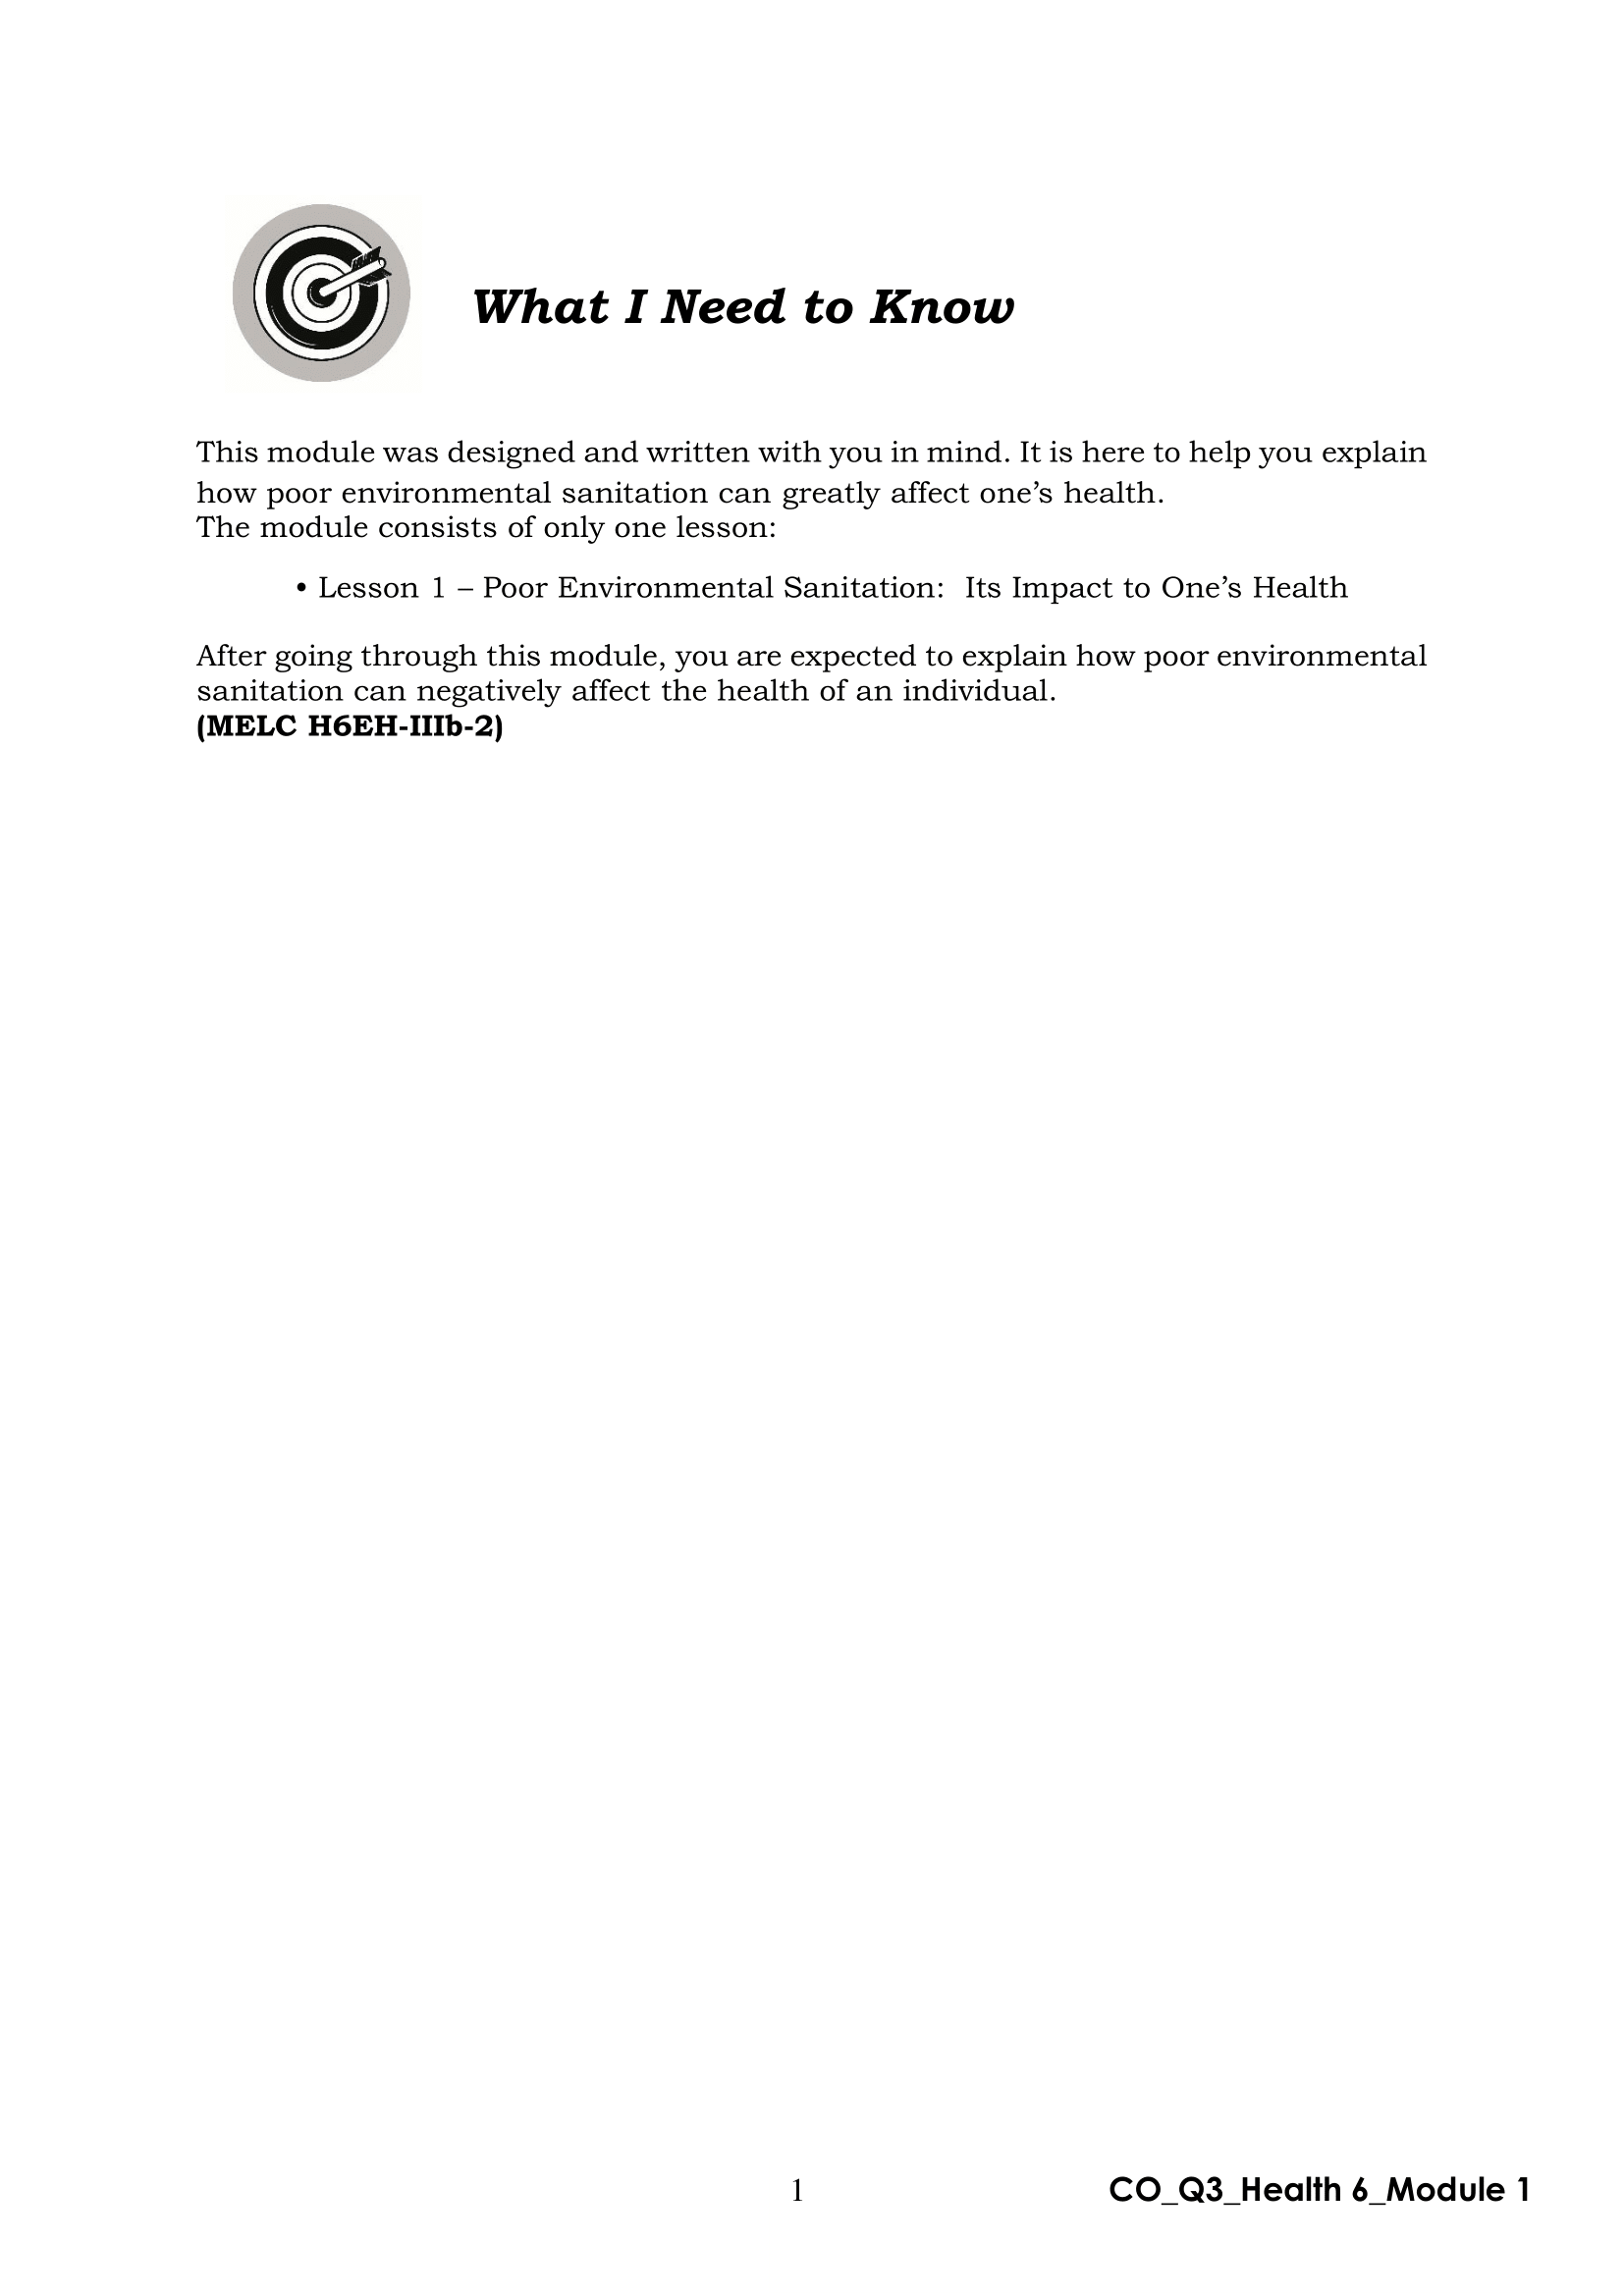 What I Need to Know
This module was designed and written with you in mind. It is here to help you explain
how poor environmental sanitation can greatly affect one’s health.
The module consists of only one lesson:
• Lesson 1 – Poor Environmental Sanitation:  Its Impact to One’s Health
After going through this module, you are expected to explain how poor environmental
sanitation can negatively affect the health of an individual.
(MELC H6EH-IIIb-2)
1
CO_Q3_Health 6_Module 1